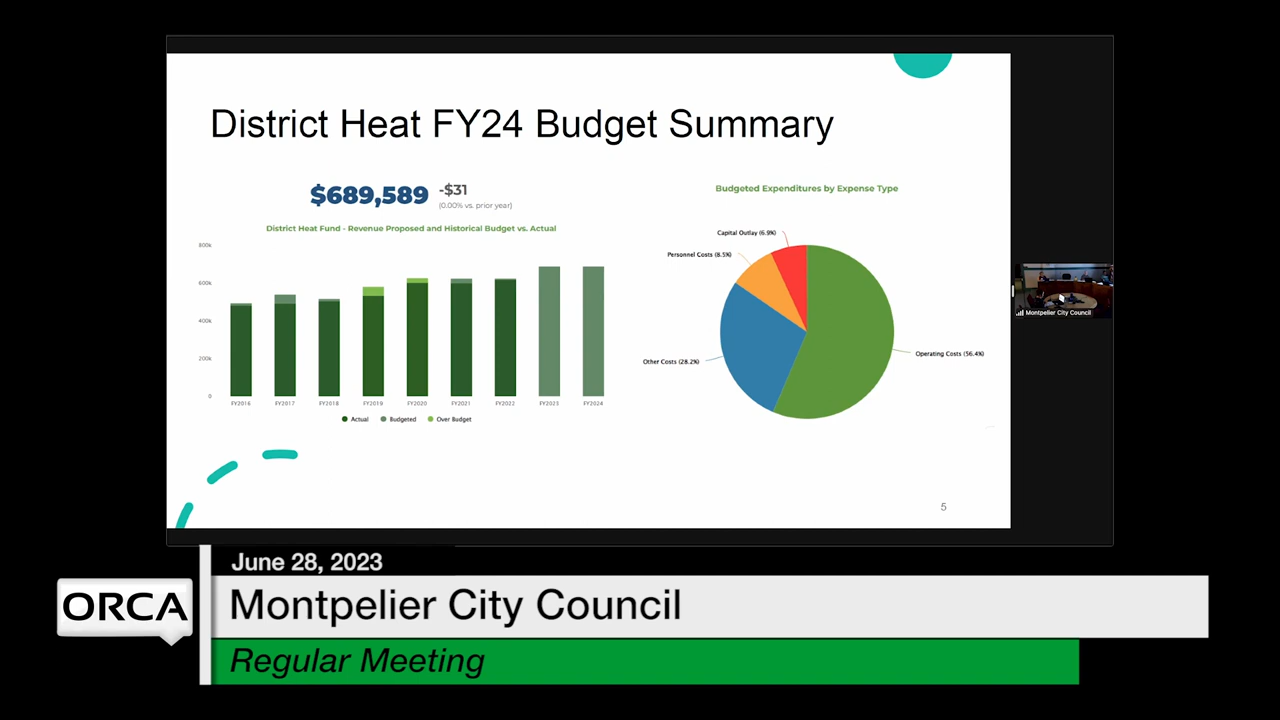 District Heat FY24 Budget Summary
$689,589
-$31
(0.00% vs. prior year)
District Heat Fund - Revenue Proposed and Historical Budget vs. Actual
800k
600k
400k
200k
0
FY2016 FY2017 FY2018 FY2019 FY2020 FY2021 FY2022 FY2023 FY2024
Actual Budgeted Over Budget
Budgeted Expenditures by Expense Type
Capital Outlay (6.9%)
Personnel Costs (8.5%)
Other Costs (28.2%)
Operating Costs (56.4%)
5
Montpelier City Council
June 28, 2023
ORCA
Montpelier City Council
Regular Meeting